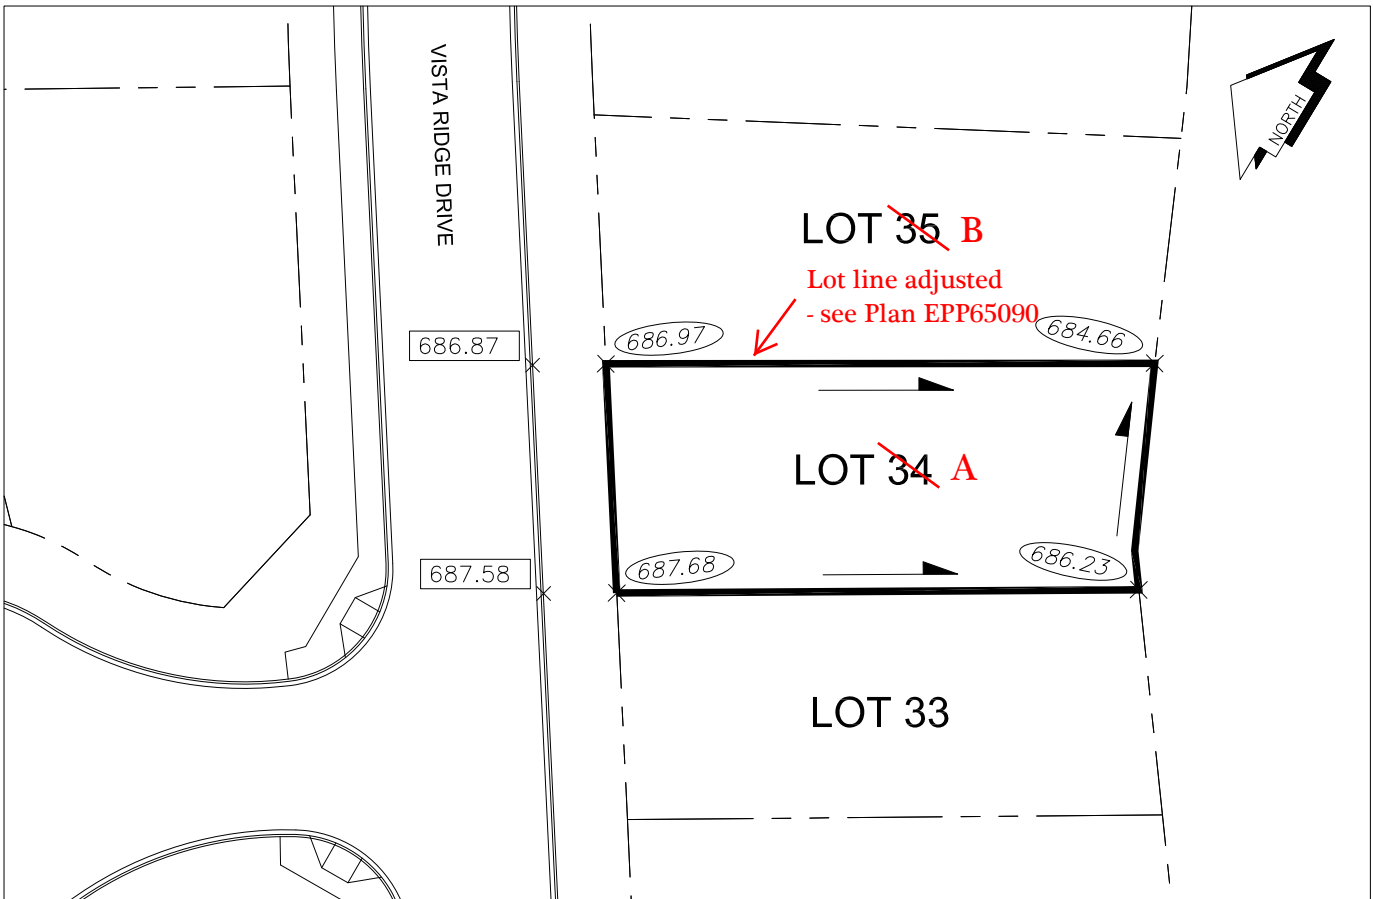 VISTA RIDGE DRIVE
NORTH
LOT 35 B
Lot line adjusted
- see Plan EPP65090
686.87
686.97
684.66
LOT 34 A
687.58
687.68
686.23
LOT 33